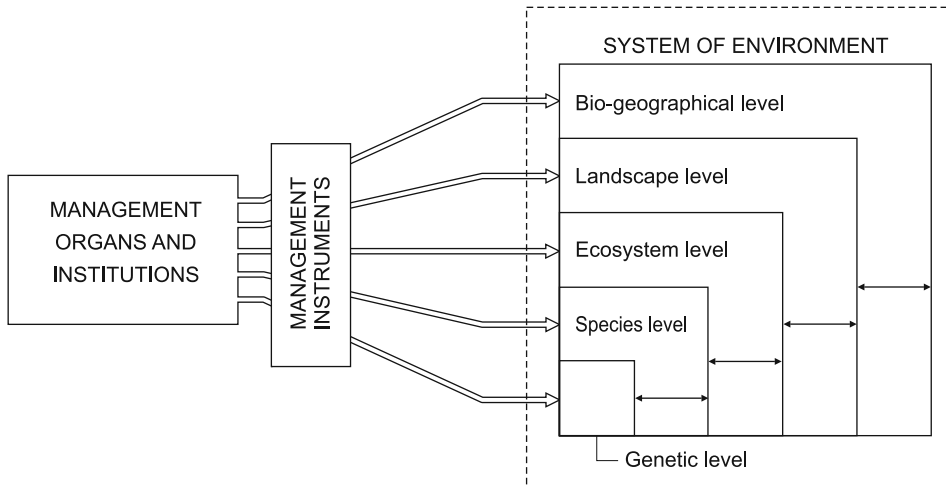 SYSTEM OF ENVIRONMENT
Bio-geographical level
MANAGEMENT
ORGANS AND
INSTITUTIONS
MANAGEMENT
INSTRUMENTS
Landscape level
Ecosystem level
Species level
Genetic level